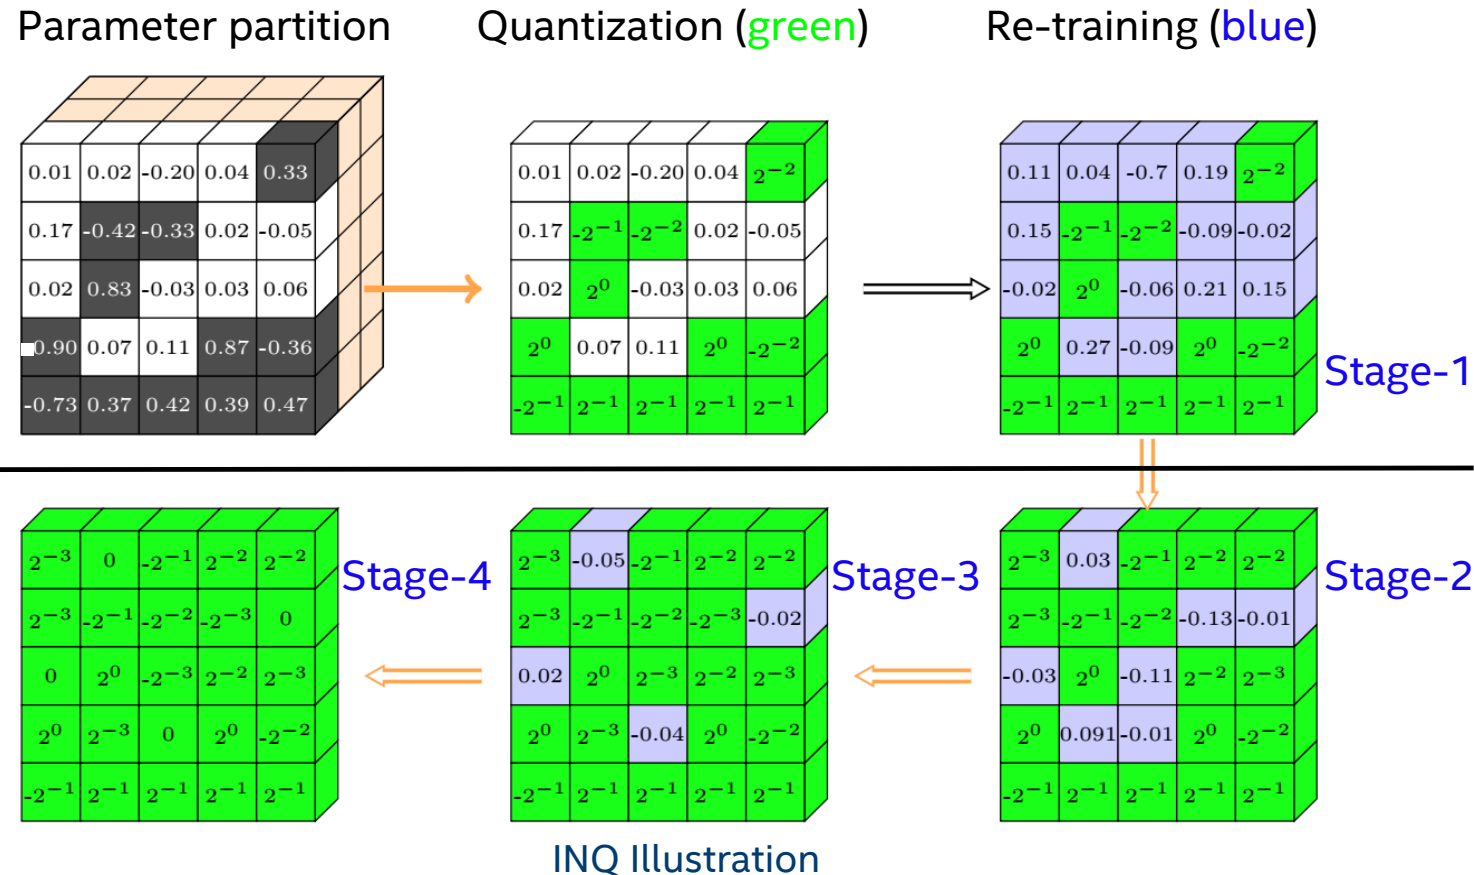 Parameter partition Quantization (green) Re-training (blue)
0.01 0.02 -0.20 0.04 0.33
0.17 -0.42 -0.33 0.02 -0.05
0.02 0.83 -0.03 0.03 0.06
0.90 0.07 0.11 0.87 -0.36
-0.73 0.37 0.42 0.39 0.47
0.01 0.02 -0.20 0.04 2⁻²
0.17 -2⁻¹ -2⁻² 0.02 -0.05
0.02 2⁰ -0.03 0.03 0.06
2⁰ 0.07 0.11 2⁰ -2⁻²
-2⁻¹ 2⁻¹ 2⁻¹ 2⁻¹ 2⁻¹
0.11 0.04 -0.7 0.19 2⁻²
0.15 -2⁻¹ -2⁻² -0.09 -0.02
-0.02 2⁰ -0.06 0.21 0.15
2⁰ 0.27 -0.09 2⁰ -2⁻²
-2⁻¹ 2⁻¹ 2⁻¹ 2⁻¹ 2⁻¹
Stage-1
2⁻³ 0 -2⁻¹ 2⁻² 2⁻²
2⁻³ -2⁻¹ -2⁻² -2⁻³ 0
0 2⁰ -2⁻³ 2⁻² 2⁻³
2⁰ 2⁻³ 0 2⁰ -2⁻²
-2⁻¹ 2⁻¹ 2⁻¹ 2⁻¹ 2⁻¹
Stage-4
2⁻³ -0.05 -2⁻¹ 2⁻² 2⁻²
2⁻³ -2⁻¹ -2⁻² -2⁻³ -0.02
0.02 2⁰ 2⁻³ 2⁻² 2⁻³
2⁰ 2⁻³ -0.04 2⁰ -2⁻²
-2⁻¹ 2⁻¹ 2⁻¹ 2⁻¹ 2⁻¹
Stage-3
2⁻³ 0.03 -2⁻¹ 2⁻² 2⁻²
2⁻³ -2⁻¹ -2⁻² -0.13 -0.01
-0.03 2⁰ -0.11 2⁻² 2⁻³
2⁰ 0.091 -0.01 2⁰ -2⁻²
-2⁻¹ 2⁻¹ 2⁻¹ 2⁻¹ 2⁻¹
Stage-2
INQ Illustration